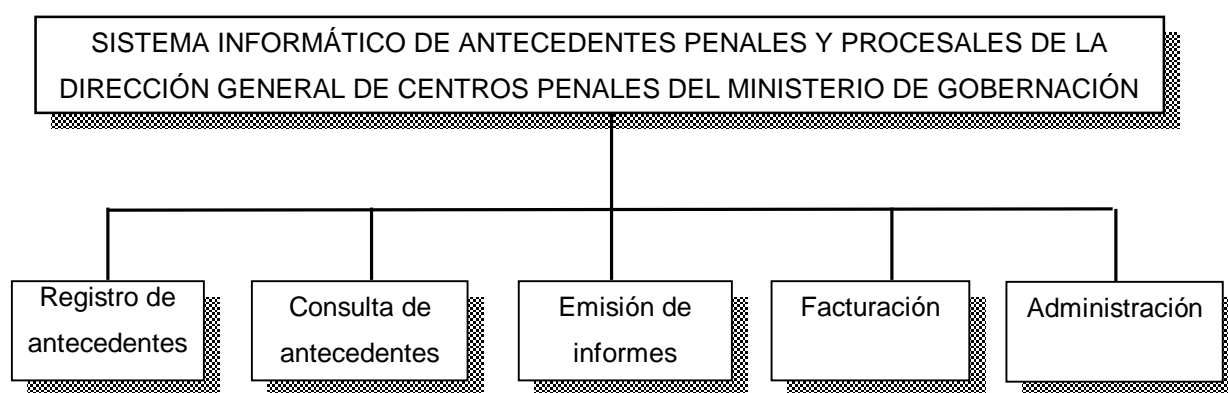 SISTEMA INFORMÁTICO DE ANTECEDENTES PENALES Y PROCESALES DE LA
DIRECCIÓN GENERAL DE CENTROS PENALES DEL MINISTERIO DE GOBERNACIÓN
Registro de
antecedentes
Consulta de
antecedentes
Emisión de
informes
Facturación
Administración